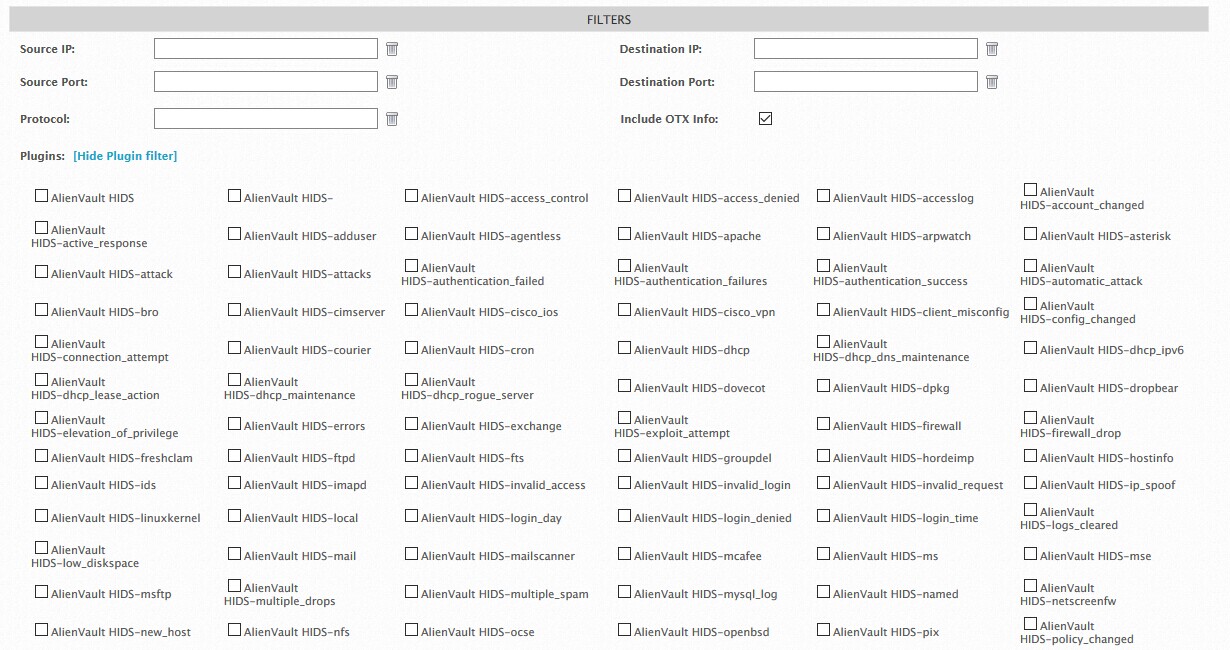 FILTERS
Source IP:
Destination IP:
Source Port:
Destination Port:
Protocol:
Include OTX Info:
Plugins: [Hide Plugin filter]
AlienVault HIDS
AlienVault HIDS-
AlienVault HIDS-access_control
AlienVault HIDS-access_denied
AlienVault HIDS-accesslog
AlienVault
HIDS-account_changed
AlienVault
HIDS-active_response
AlienVault HIDS-adduser
AlienVault HIDS-agentless
AlienVault HIDS-apache
AlienVault HIDS-arpwatch
AlienVault HIDS-asterisk
AlienVault HIDS-attack
AlienVault HIDS-attacks
AlienVault
HIDS-authentication_failed
AlienVault
HIDS-authentication_failures
AlienVault
HIDS-authentication_success
AlienVault
HIDS-automatic_attack
AlienVault HIDS-bro
AlienVault HIDS-cimserver
AlienVault HIDS-cisco_ios
AlienVault HIDS-cisco_vpn
AlienVault HIDS-client_misconfig
AlienVault
HIDS-config_changed
AlienVault
HIDS-connection_attempt
AlienVault HIDS-courier
AlienVault HIDS-cron
AlienVault HIDS-dhcp
AlienVault
HIDS-dhcp_dns_maintenance
AlienVault HIDS-dhcp_ipv6
AlienVault
HIDS-dhcp_lease_action
AlienVault
HIDS-dhcp_maintenance
AlienVault
HIDS-dhcp_rogue_server
AlienVault HIDS-dovecot
AlienVault HIDS-dpkg
AlienVault HIDS-dropbear
AlienVault
HIDS-elevation_of_privilege
AlienVault HIDS-errors
AlienVault HIDS-exchange
AlienVault
HIDS-exploit_attempt
AlienVault HIDS-firewall
AlienVault
HIDS-firewall_drop
AlienVault HIDS-freshclam
AlienVault HIDS-ftpd
AlienVault HIDS-fts
AlienVault HIDS-groupdel
AlienVault HIDS-hordeimp
AlienVault HIDS-hostinfo
AlienVault HIDS-ids
AlienVault HIDS-imapd
AlienVault HIDS-invalid_access
AlienVault HIDS-invalid_login
AlienVault HIDS-invalid_request
AlienVault HIDS-ip_spoof
AlienVault HIDS-linuxkernel
AlienVault HIDS-local
AlienVault HIDS-login_day
AlienVault HIDS-login_denied
AlienVault HIDS-login_time
AlienVault
HIDS-logs_cleared
AlienVault
HIDS-low_diskspace
AlienVault HIDS-mail
AlienVault HIDS-mailscanner
AlienVault HIDS-mcafee
AlienVault HIDS-ms
AlienVault HIDS-mse
AlienVault HIDS-msftp
AlienVault
HIDS-multiple_drops
AlienVault HIDS-multiple_spam
AlienVault HIDS-mysql_log
AlienVault HIDS-named
AlienVault
HIDS-netscreenfw
AlienVault HIDS-new_host
AlienVault HIDS-nfs
AlienVault HIDS-ocse
AlienVault HIDS-openbsd
AlienVault HIDS-pix
AlienVault
HIDS-policy_changed